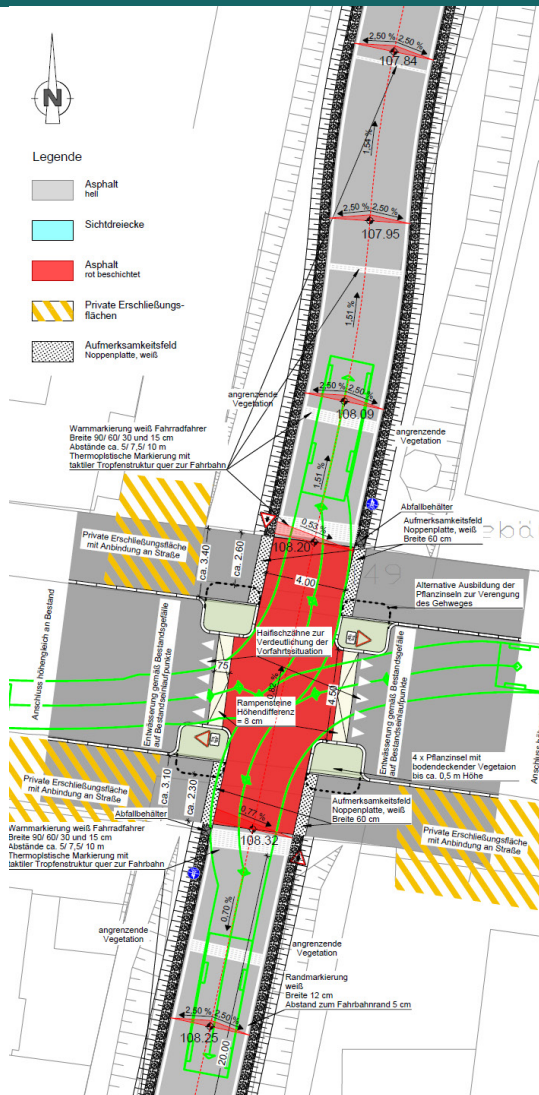 2,50 % 2,50 %
107.84
N
1,54 %
Legende
Asphalt
hell
Sichtdreiecke
Asphalt
rot beschichtet
Private Erschließungs-
flächen
Aufmerksamkeitsfeld
Noppenplatte, weiß
2,50 % 2,50 %
107.95
1,51 %
2,50 % 2,50 %
108.09
angrenzende
Vegetation
Warnmarkierung weiß Fahrradfahrer
Breite 90/ 60/ 30 und 15 cm
Abstände ca. 5/ 7,5/ 10 m
Thermoplstische Markierung mit
taktiler Tropfenstruktur quer zur Fahrbahn
angrenzende
Vegetation
1,51 %
Abfallbehälter
Aufmerksamkeitsfeld
Noppenplatte, weiß
Breite 60 cm
0,53 %
108.20
Private Erschließungsfläche
mit Anbindung an Straße
ca. 3.40
ca. 2.60
4.00
49
Alternative Ausbildung der
Pflanzinseln zur Verengung
des Gehweges
Haifischzähne zur
Verdeutlichung der
Vorfahrtssituation
Anschluss höhengleich an Bestand
Entwässerung gemäß Bestandsgefälle
auf Bestandseinlaufpunkte
75
0,62 %
Rampensteine
Höhendifferenz
= 8 cm
4.50
Entwässerung gemäß Bestandsgefälle
auf Bestandseinlaufpunkte
4 x Pflanzinsel mit
bodendeckender Vegetaion
bis ca. 0,5 m Höhe
Private Erschließungsfläche
mit Anbindung an Straße
ca. 3.10
ca. 2.30
Abfallbehälter
0,77 %
108.32
Aufmerksamkeitsfeld
Noppenplatte, weiß
Breite 60 cm
Private Erschließungsfläche
mit Anbindung an Straße
Warnmarkierung weiß Fahrradfahrer
Breite 90/ 60/ 30 und 15 cm
Abstände ca. 5/ 7,5/ 10 m
Thermoplstische Markierung mit
taktiler Tropfenstruktur quer zur Fahrbahn
0,70 %
angrenzende
Vegetation
angrenzende
Vegetation
Randmarkierung
weiß
Breite 12 cm
Abstand zum Fahrbahnrand 5 cm
2,50 % 2,50 %
108.25
20.00